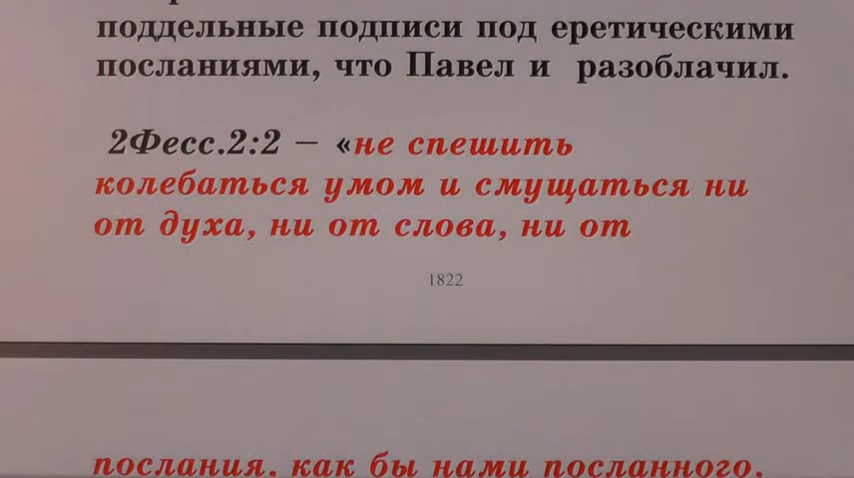 поддельные подписи под еретическими
посланиями, что Павел и разоблачил.
2Фесс.2:2 – «не спешить
колебаться умом и смущаться ни
от духа, ни от слова, ни от
1822
послания, как бы нами посланного,